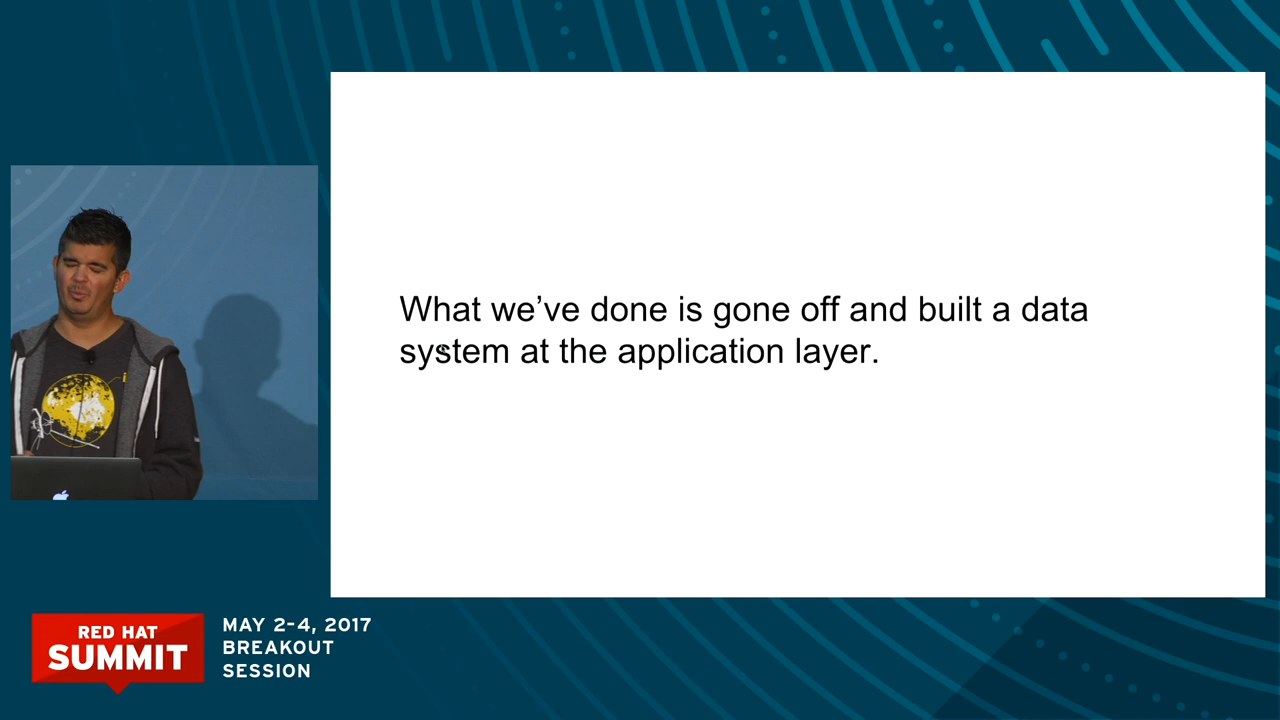 What we’ve done is gone off and built a data
system at the application layer.
RED HAT
SUMMIT
MAY 2-4, 2017
BREAKOUT
SESSION